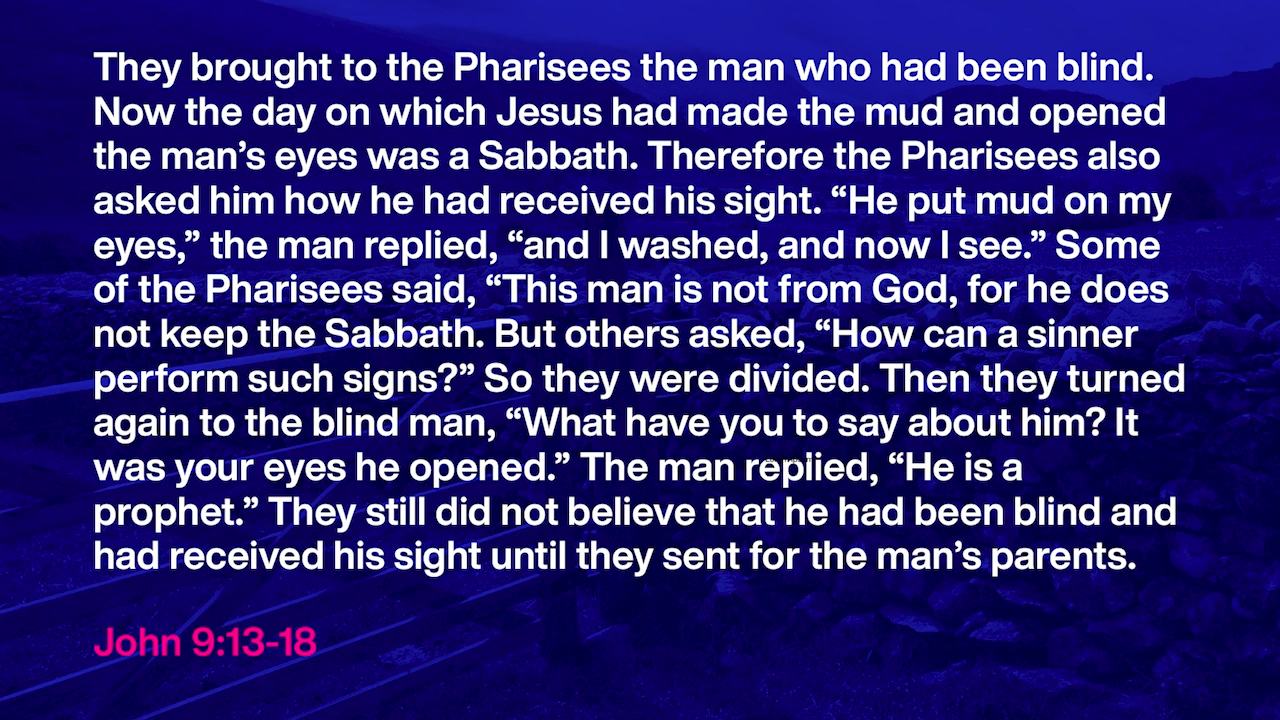 They brought to the Pharisees the man who had been blind.
Now the day on which Jesus had made the mud and opened
the man’s eyes was a Sabbath. Therefore the Pharisees also
asked him how he had received his sight. “He put mud on my
eyes,” the man replied, “and I washed, and now I see.” Some
of the Pharisees said, “This man is not from God, for he does
not keep the Sabbath. But others asked, “How can a sinner
perform such signs?” So they were divided. Then they turned
again to the blind man, “What have you to say about him? It
was your eyes he opened.” The man replied, “He is a
prophet.” They still did not believe that he had been blind and
had received his sight until they sent for the man’s parents.
John 9:13-18